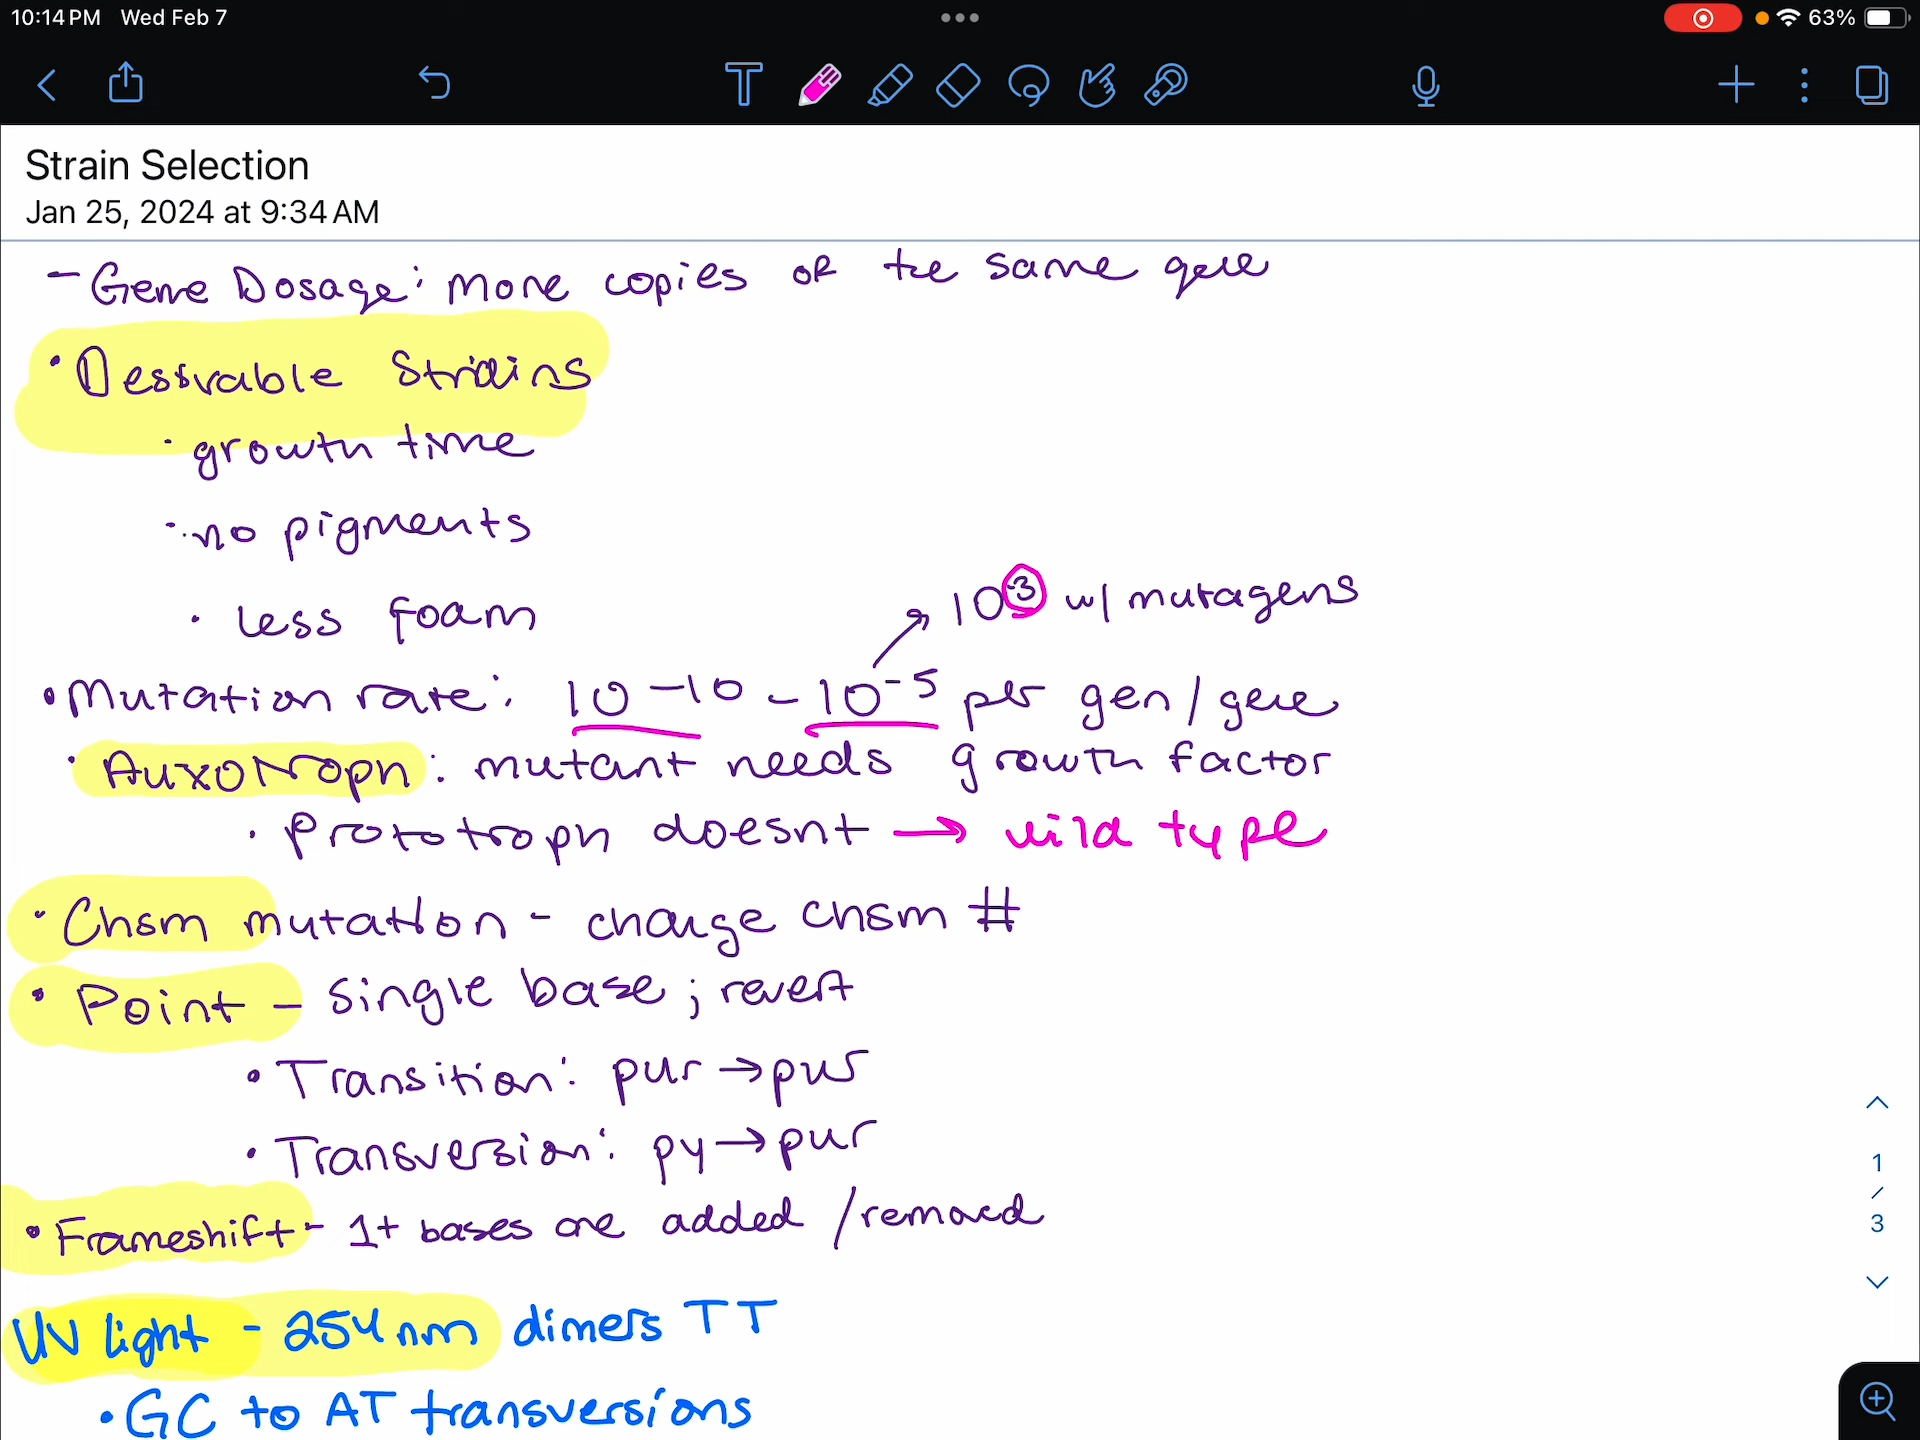 10:14 PM Wed Feb 7
63%
Strain Selection
Jan 25, 2024 at 9:34 AM
- Gene Dosage: more copies of the same gene
• Desirable Strains
• growth time
• no pigments
• less foam
10-3 w/ mutagens
• Mutation rate: 10-10 - 10-5 per gen/gene
• Auxotroph: mutant needs growth factor
• Prototroph doesnt → wild type
• Chsm mutation - change chsm #
• Point - single base ; revert
• Transition: pur → pur
• Transversion: py → pur
• Frameshift - 1+ bases are added /removed
UV light - 254 nm dimers TT
• GC to AT transversions
1
/
3